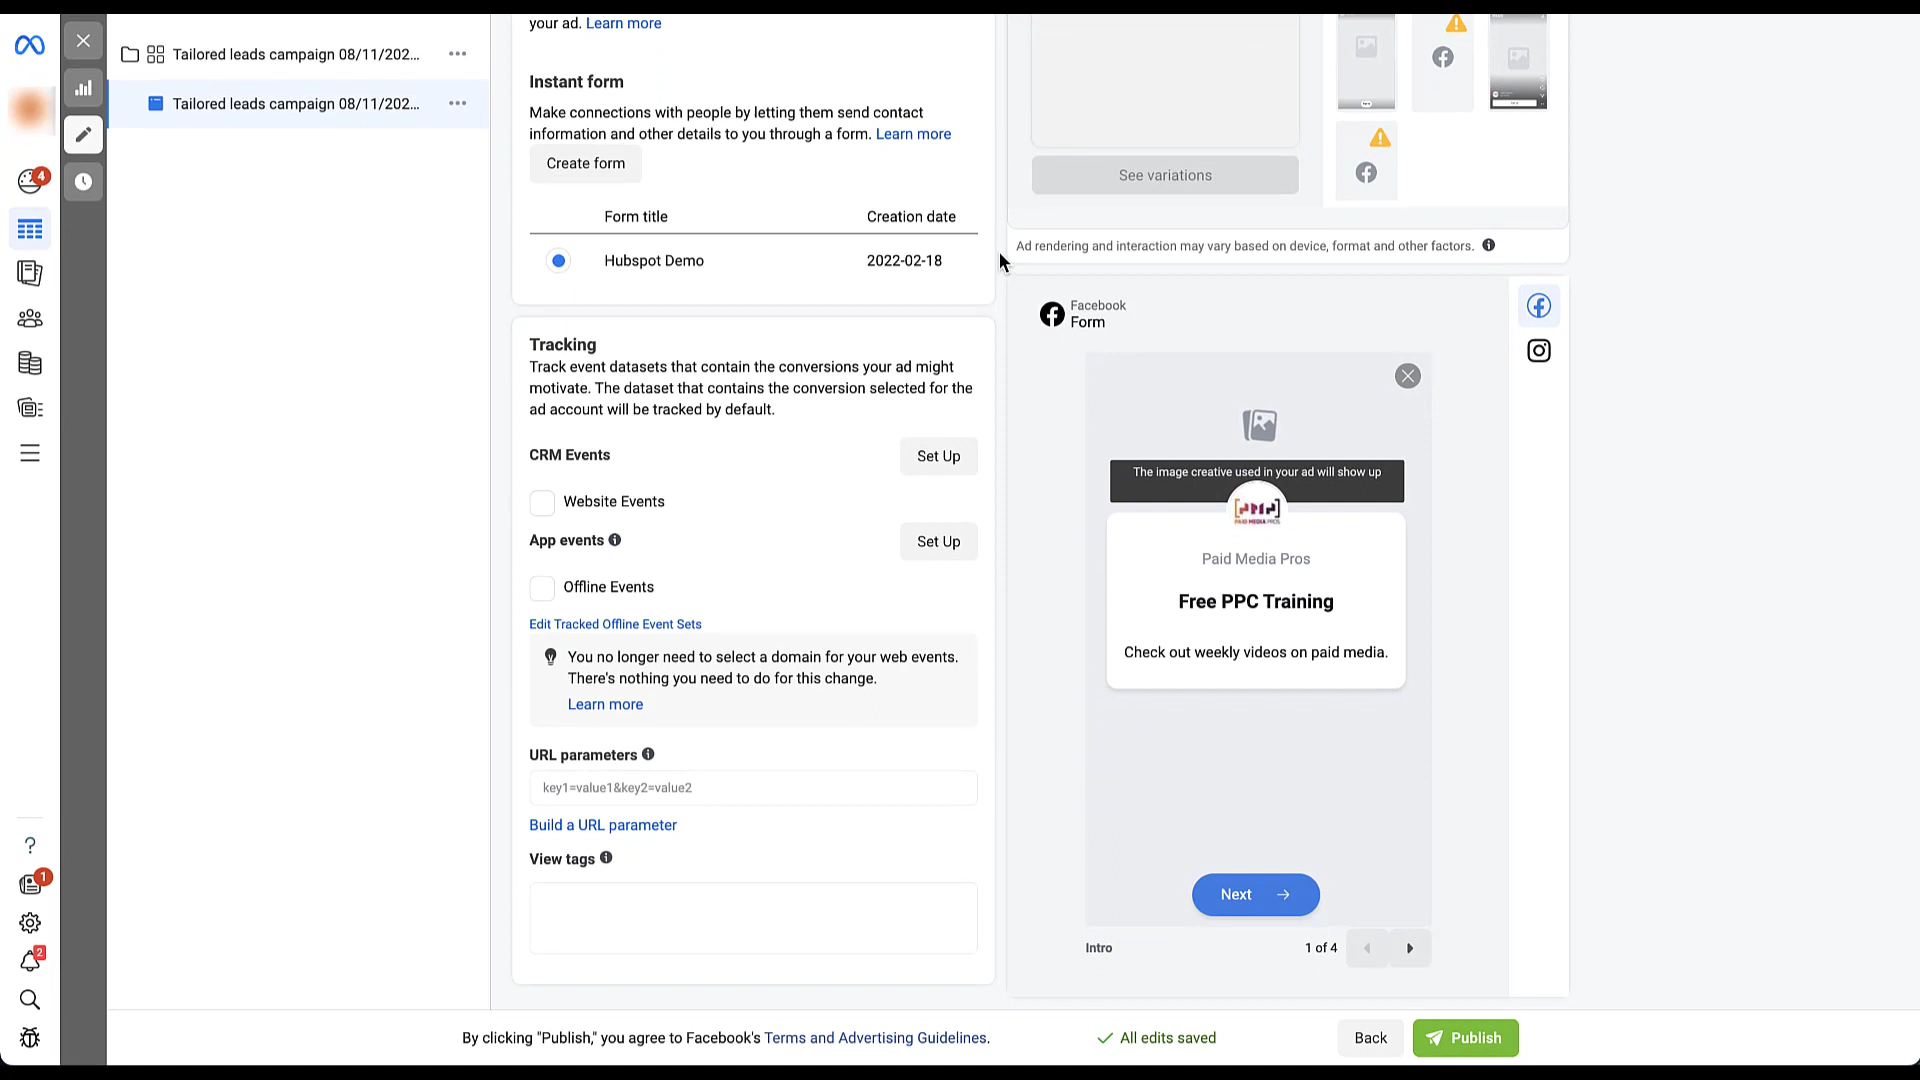 Tailored leads campaign 08/11/202...
Tailored leads campaign 08/11/202...
4
1
2
your ad. Learn more
Instant form
Make connections with people by letting them send contact
information and other details to you through a form. Learn more
Create form
Form title Creation date
Hubspot Demo 2022-02-18
Tracking
Track event datasets that contain the conversions your ad might
motivate. The dataset that contains the conversion selected for the
ad account will be tracked by default.
CRM Events Set Up
Website Events
App events Set Up
Offline Events
Edit Tracked Offline Event Sets
You no longer need to select a domain for your web events.
There's nothing you need to do for this change.
Learn more
URL parameters
key1=value1&key2=value2
Build a URL parameter
View tags
See variations
Ad rendering and interaction may vary based on device, format and other factors.
Facebook
Form
The image creative used in your ad will show up
PMP
PAID MEDIA PROS
Paid Media Pros
Free PPC Training
Check out weekly videos on paid media.
Next
Intro 1 of 4
By clicking "Publish," you agree to Facebook's Terms and Advertising Guidelines.
All edits saved
Back
Publish